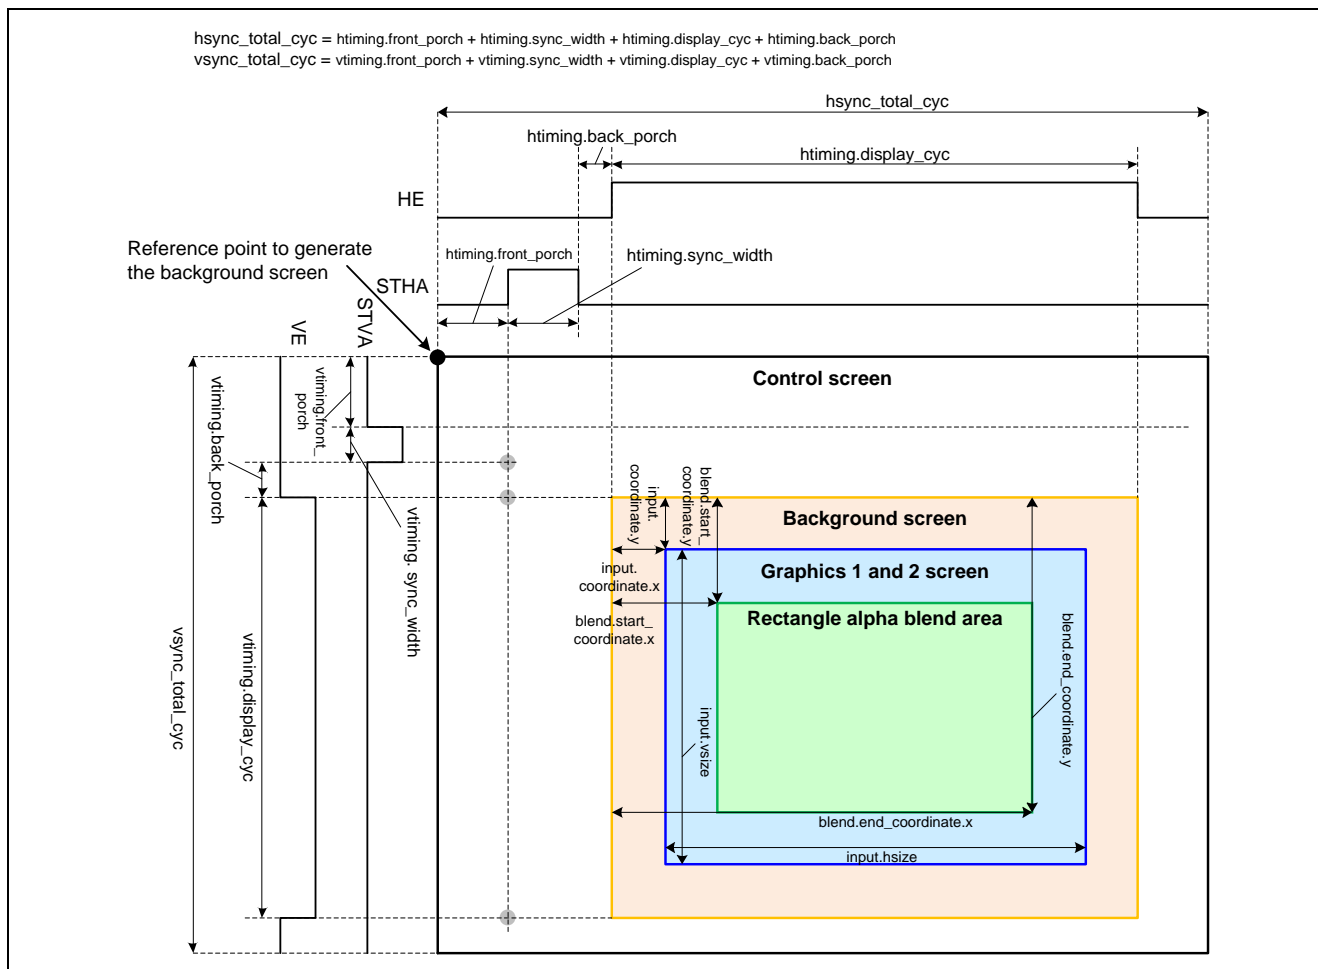 hsync_total_cyc = htiming.front_porch + htiming.sync_width + htiming.display_cyc + htiming.back_porch
vsync_total_cyc = vtiming.front_porch + vtiming.sync_width + vtiming.display_cyc + vtiming.back_porch
hsync_total_cyc
htiming.back_porch
htiming.display_cyc
HE
Reference point to generate
the background screen
htiming.front_porch
htiming.sync_width
STHA
VE
STVA
Control screen
vtiming.front_
porch
vtiming.back_porch
vtiming. sync_width
vtiming.display_cyc
vsync_total_cyc
input.
coordinate.y
blend.start_
coordinate.y
Background screen
input.
coordinate.x
Graphics 1 and 2 screen
blend.start_
coordinate.x
Rectangle alpha blend area
input.vsize
blend.end_coordinate.y
blend.end_coordinate.x
input.hsize